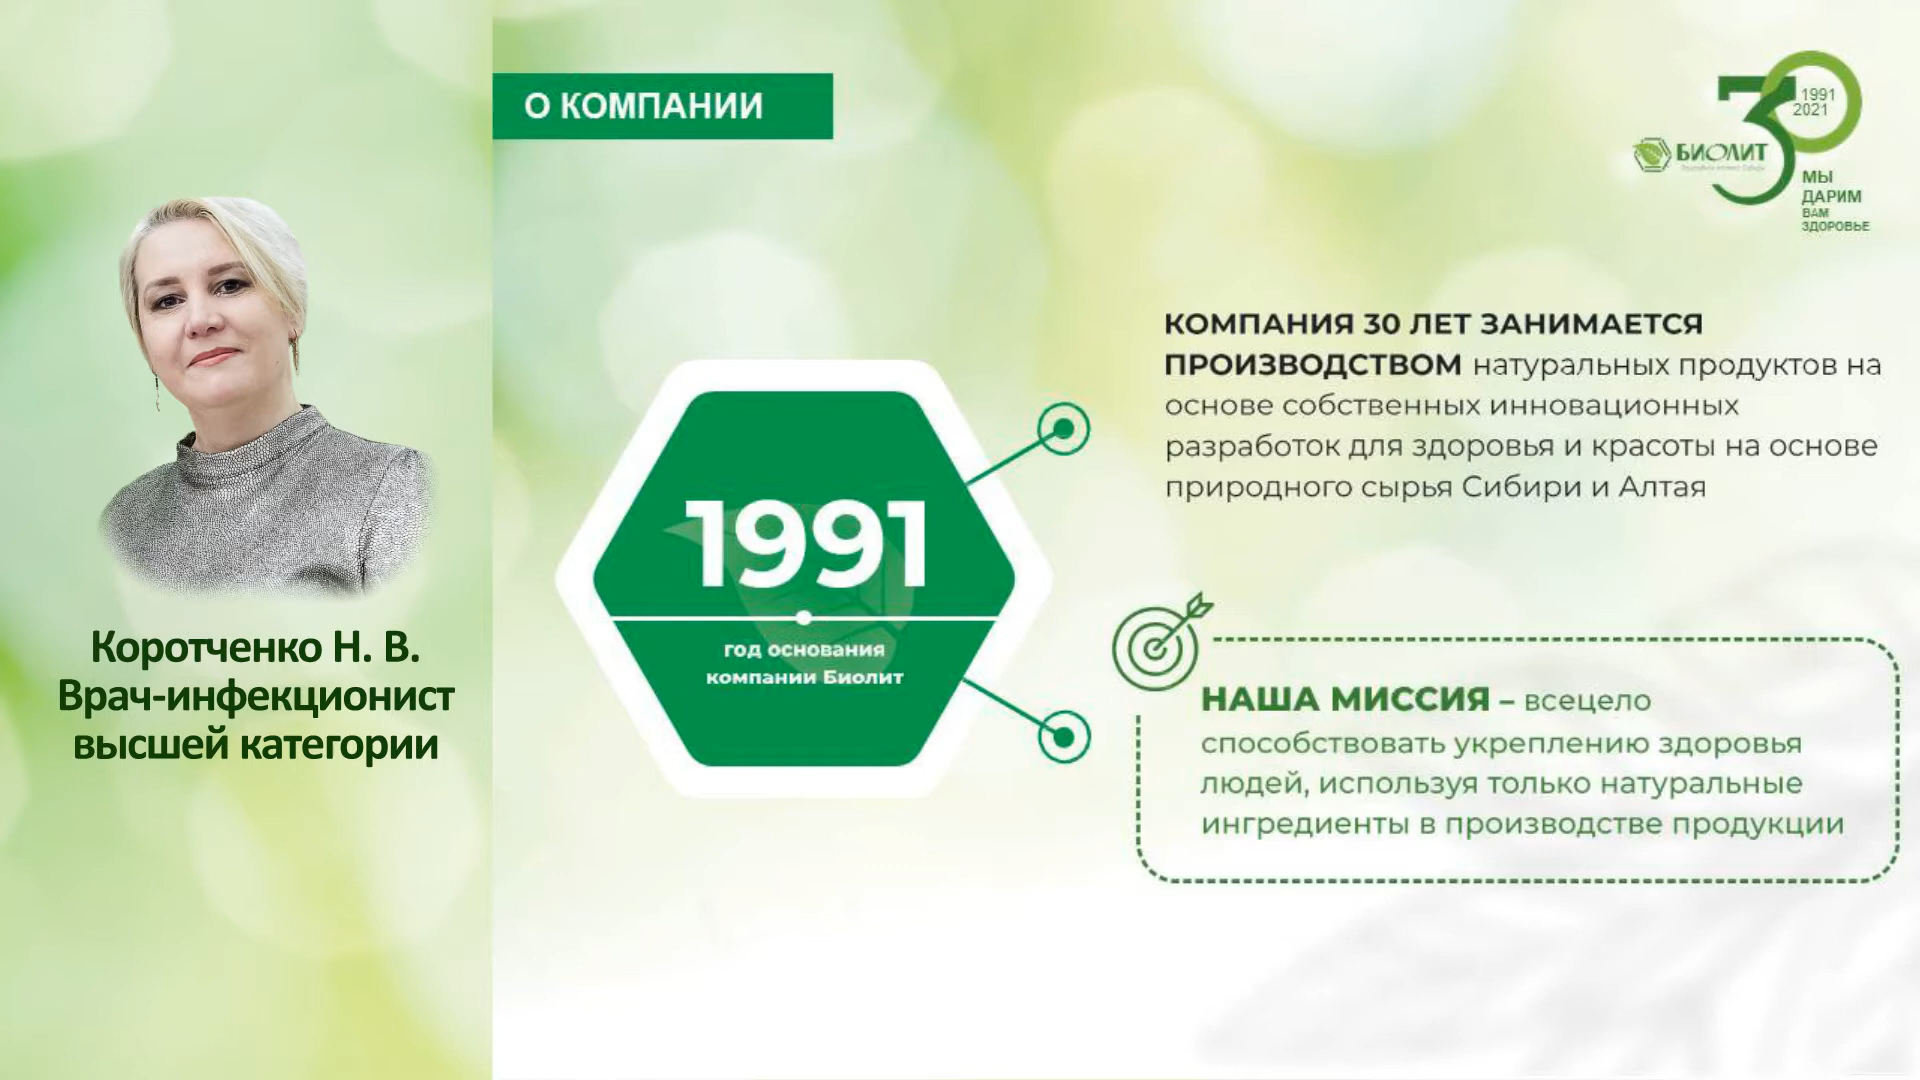 О КОМПАНИИ
30
1991
2021
БИОЛИТ
МЫ
ДАРИМ
ВАМ
ЗДОРОВЬЕ
Коротченко Н. В.
Врач-инфекционист
высшей категории
1991
год основания
компании Биолит
КОМПАНИЯ 30 ЛЕТ ЗАНИМАЕТСЯ
ПРОИЗВОДСТВОМ натуральных продуктов на
основе собственных инновационных
разработок для здоровья и красоты на основе
природного сырья Сибири и Алтая
НАША МИССИЯ – всецело
способствовать укреплению здоровья
людей, используя только натуральные
ингредиенты в производстве продукции